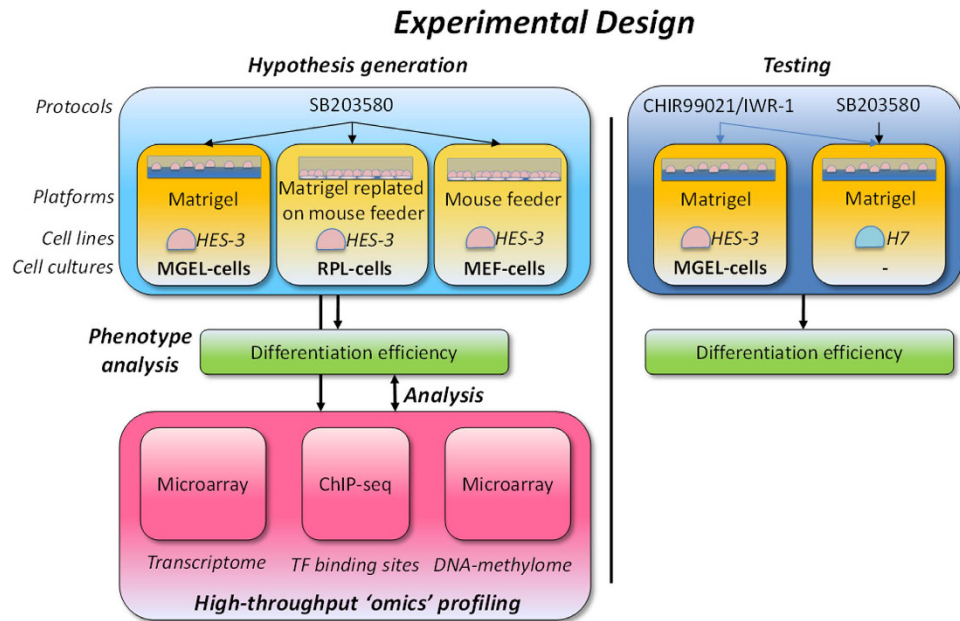 Experimental Design
Hypothesis generation
Testing
Protocols
SB203580
CHIR99021/IWR-1
SB203580
Platforms
Matrigel
Matrigel replated
on mouse feeder
Mouse feeder
Matrigel
Matrigel
Cell lines
HES-3
HES-3
HES-3
HES-3
H7
Cell cultures
MGEL-cells
RPL-cells
MEF-cells
MGEL-cells
-
Phenotype
analysis
Differentiation efficiency
Differentiation efficiency
Analysis
Microarray
ChIP-seq
Microarray
Transcriptome
TF binding sites
DNA-methylome
High-throughput ‘omics’ profiling